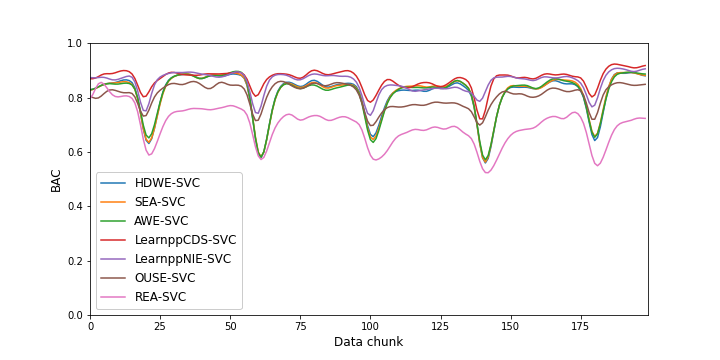 1.0
0.8
0.6
0.4
0.2
0.0
BAC
HDWE-SVC
SEA-SVC
AWE-SVC
LearnppCDS-SVC
LearnppNIE-SVC
OUSE-SVC
REA-SVC
0 25 50 75 100 125 150 175
Data chunk